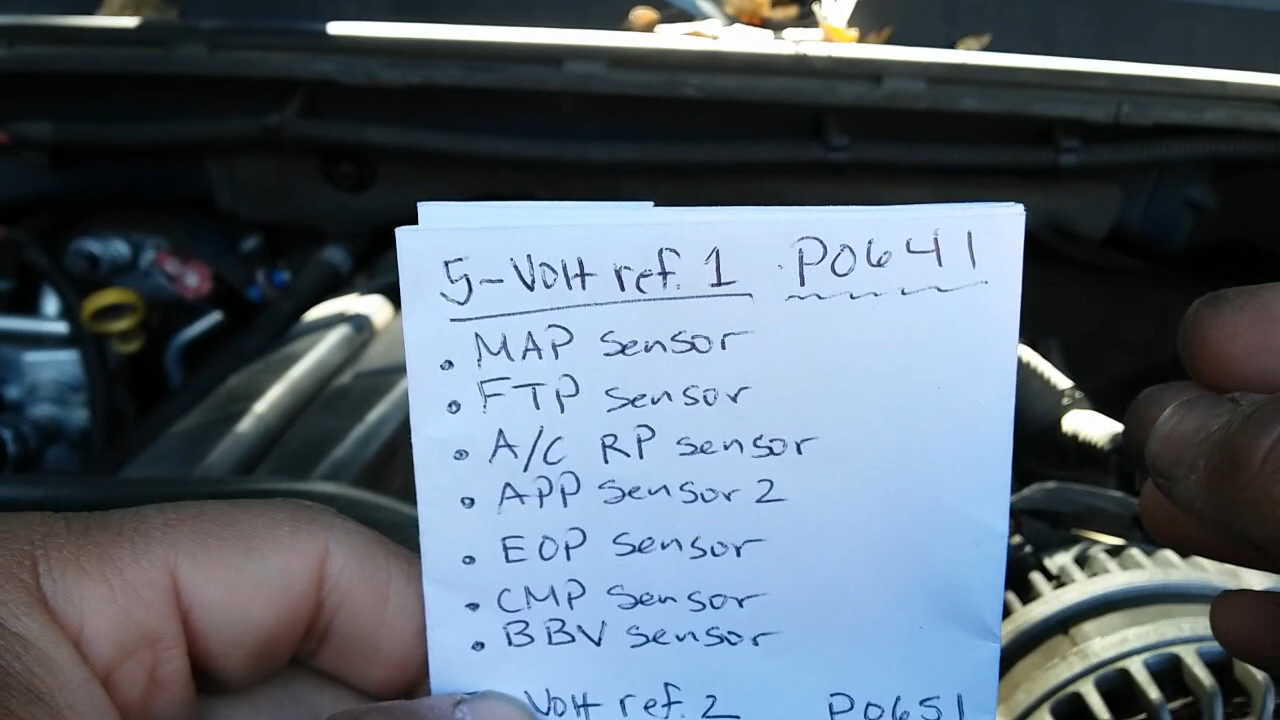 5-Volt ref. 1 P0641
• MAP sensor
• FTP sensor
• A/C RP sensor
• APP sensor 2
• EOP sensor
• CMP sensor
• BBV sensor
Volt ref. 2 P0651